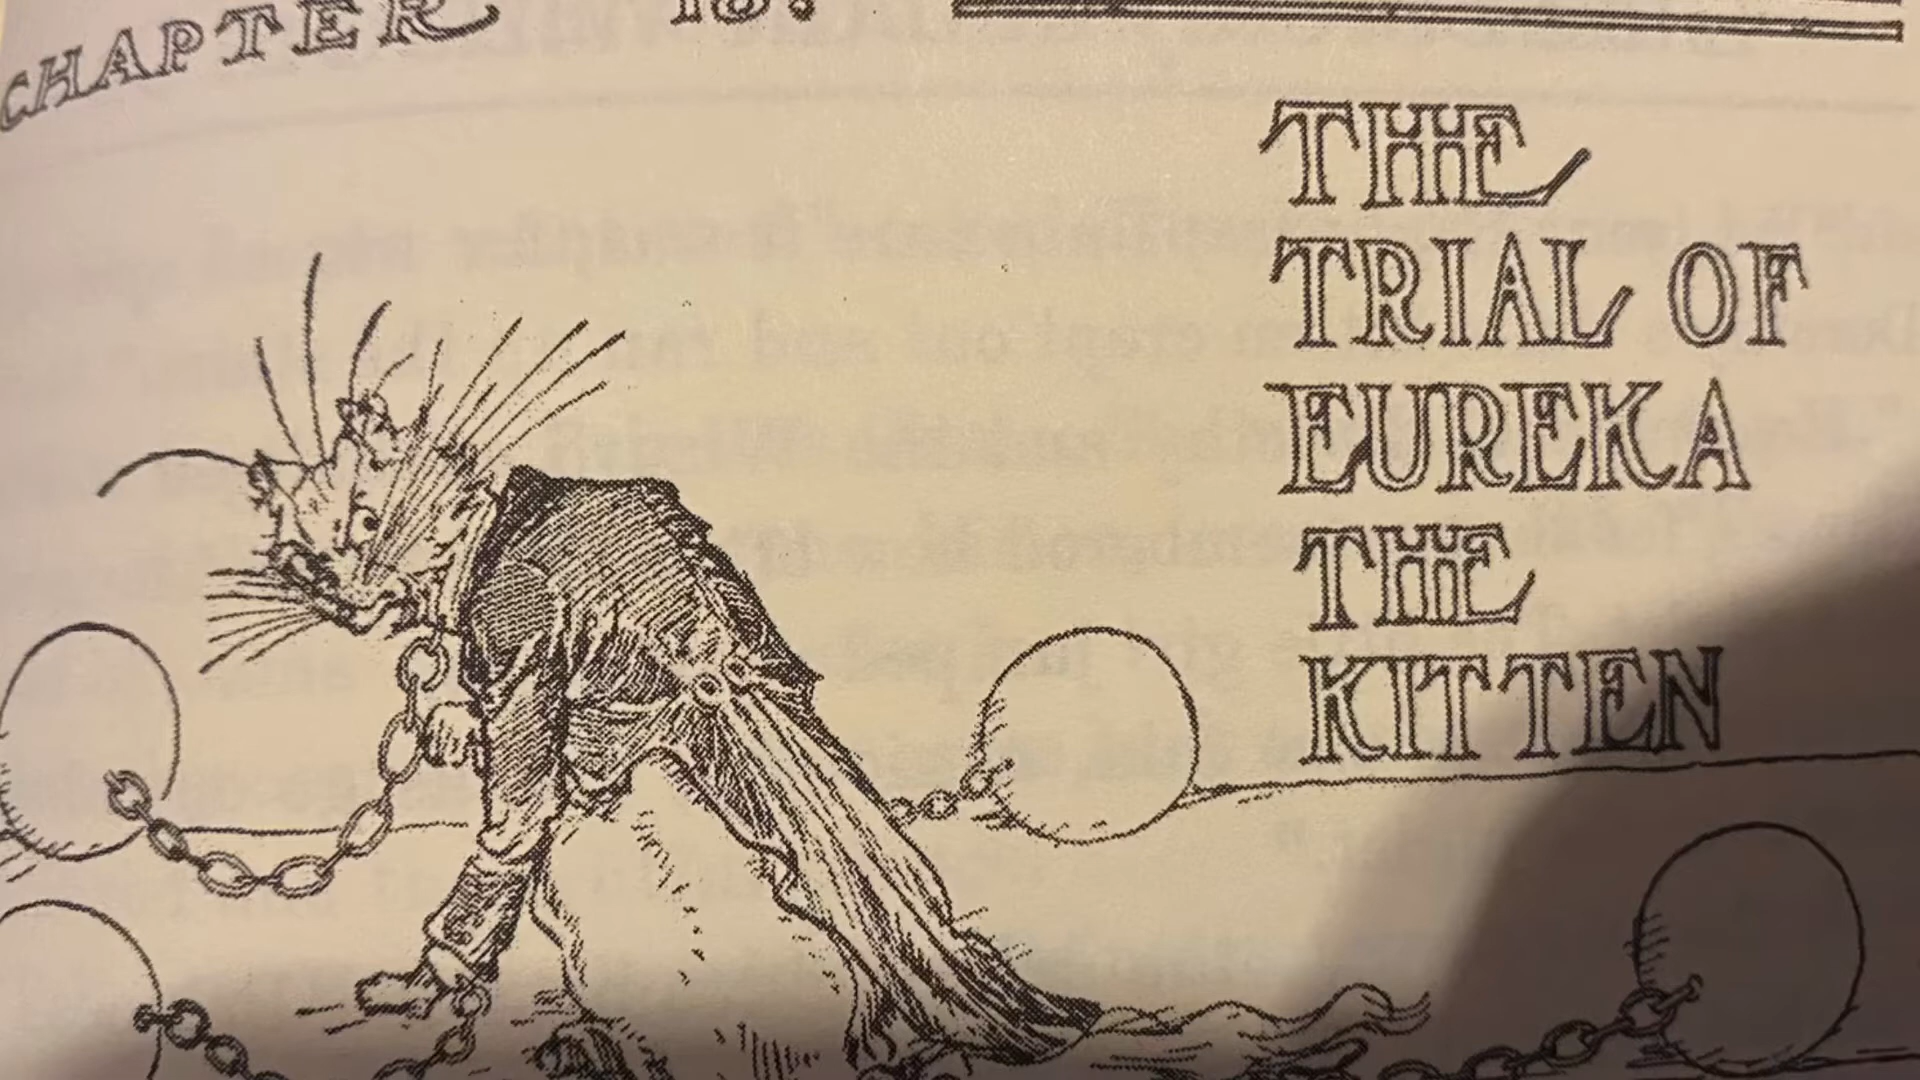 CHAPTER
THE
TRIAL OF
EUREKA
THE
KITTEN